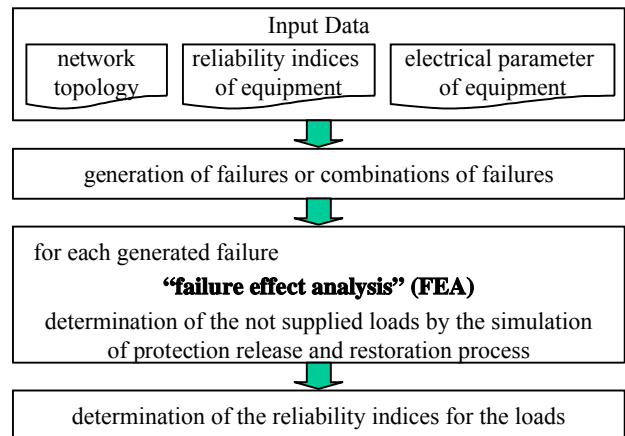 Input Data
network
topology
reliability indices
of equipment
electrical parameter
of equipment
generation of failures or combinations of failures
for each generated failure
“failure effect analysis” (FEA)
determination of the not supplied loads by the simulation
of protection release and restoration process
determination of the reliability indices for the loads